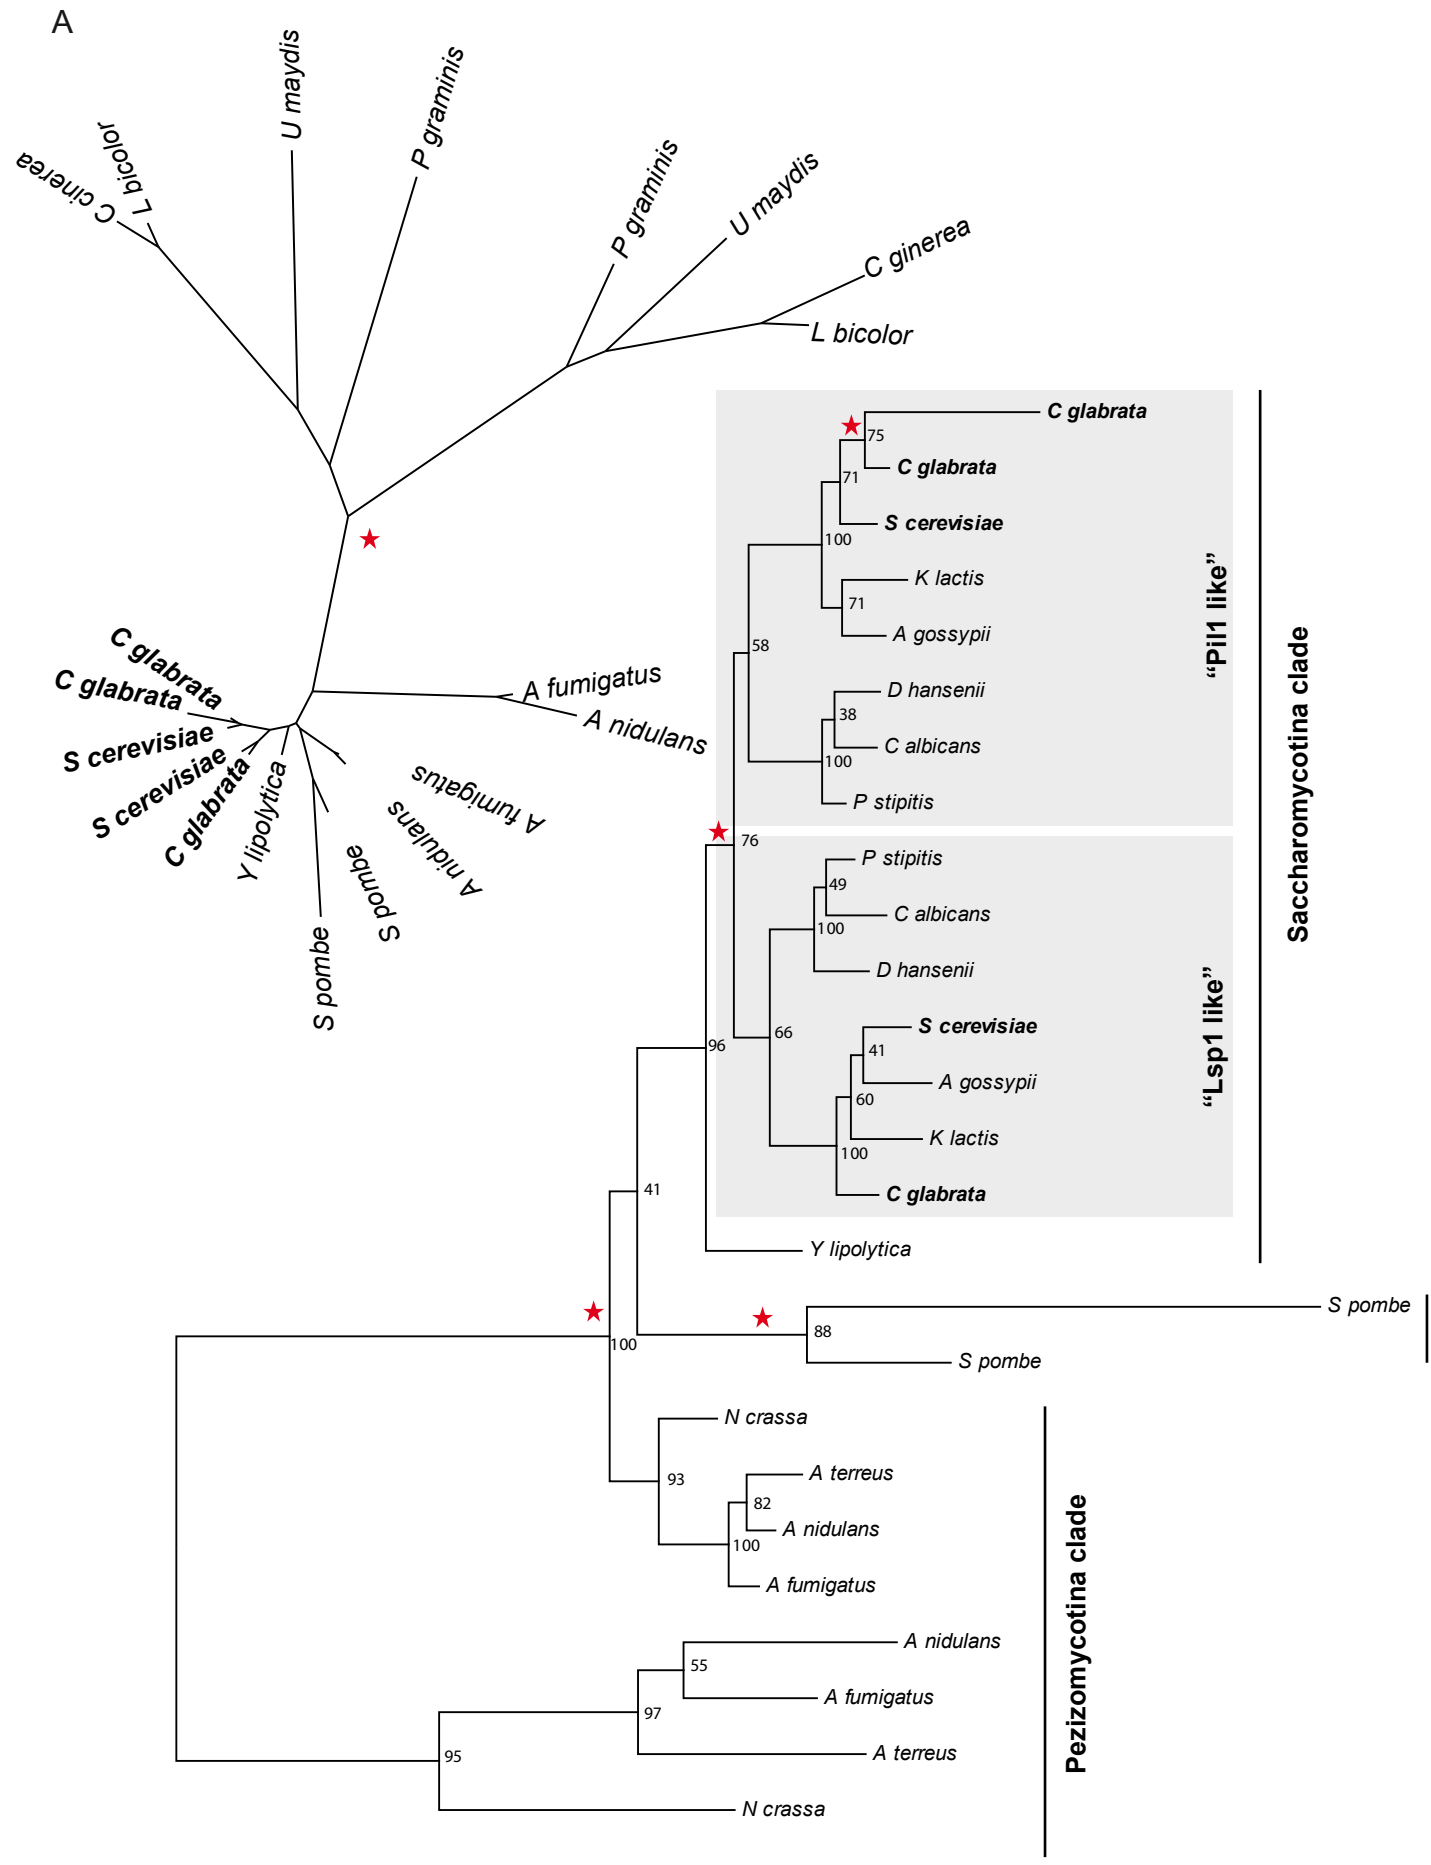 A
U maydis
P graminis
L bicolor
C cinerea
P graminis
U maydis
C ginerea
L bicolor
C glabrata
C glabrata
S cerevisiae
S cerevisiae
C glabrata
Y lipolytica
S pombe
S pombe
A nidulans
A fumigatus
A fumigatus
A nidulans
C glabrata
75
C glabrata
71
S cerevisiae
100
K lactis
71
A gossypii
58
D hansenii
38
C albicans
100
P stipitis
"Pil1 like"
76
P stipitis
49
C albicans
100
D hansenii
66
S cerevisiae
41
A gossypii
60
K lactis
100
C glabrata
"Lsp1 like"
96
Y lipolytica
Saccharomycotina clade
41
S pombe
88
S pombe
100
N crassa
93
A terreus
82
A nidulans
100
A fumigatus
A nidulans
55
A fumigatus
97
A terreus
95
N crassa
Pezizomycotina clade